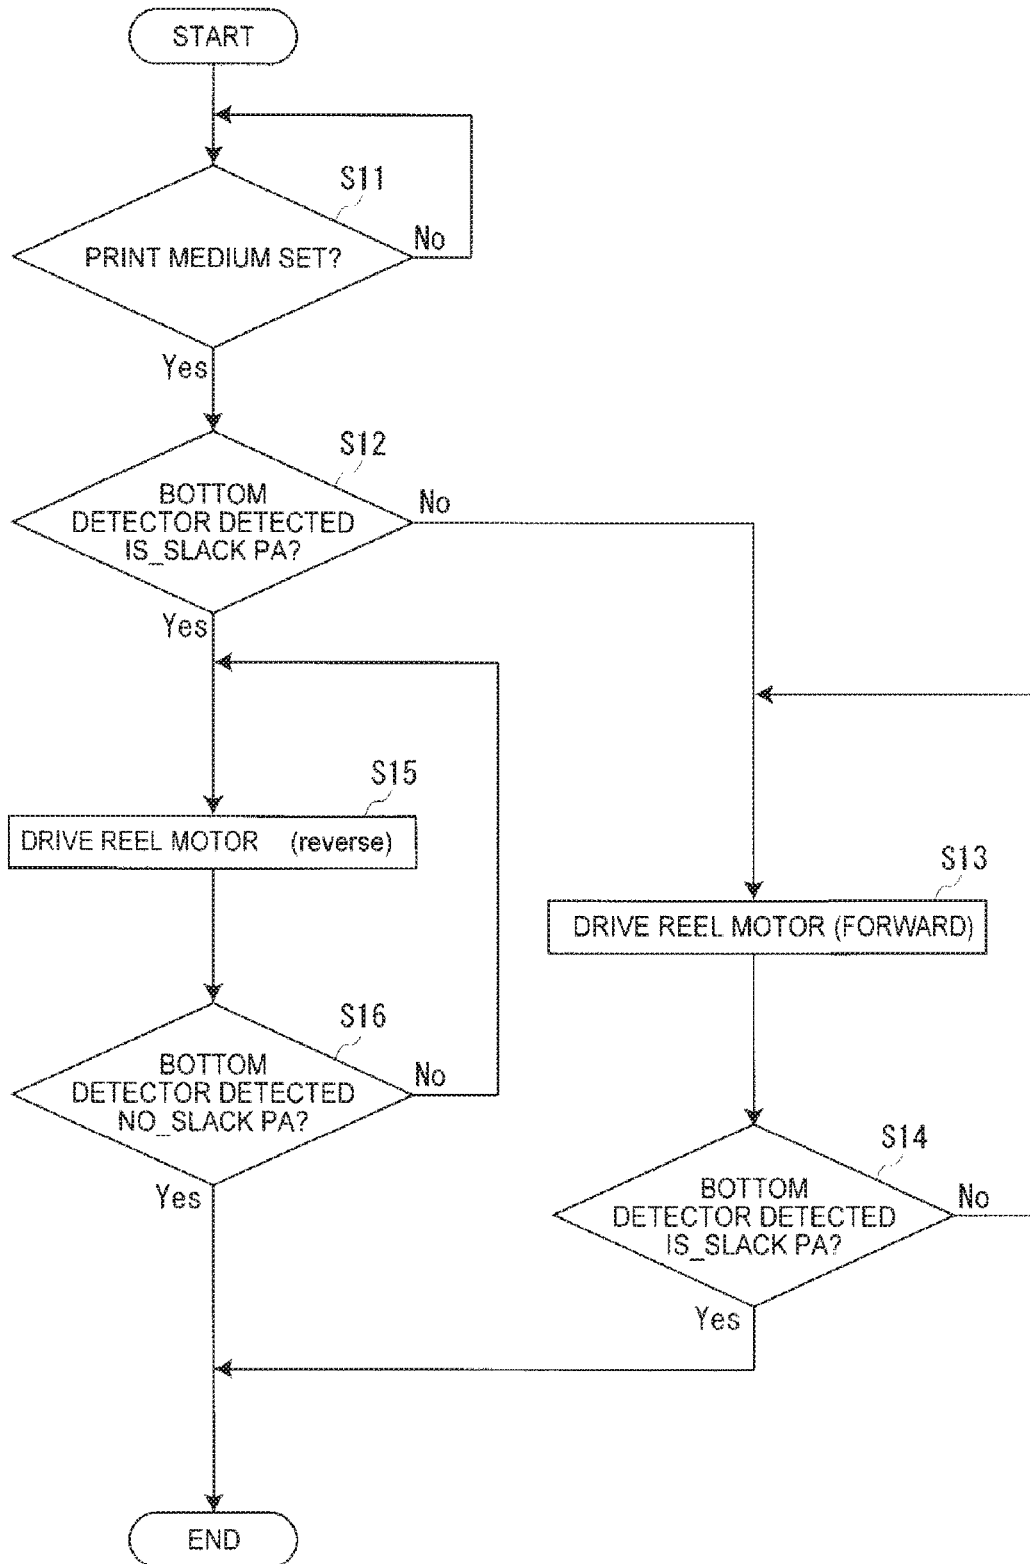 START
S11
PRINT MEDIUM SET?
No
Yes
S12
BOTTOM
DETECTOR DETECTED
IS_SLACK PA?
No
Yes
S15
DRIVE REEL MOTOR (reverse)
S13
DRIVE REEL MOTOR (FORWARD)
S16
BOTTOM
DETECTOR DETECTED
NO_SLACK PA?
No
Yes
S14
BOTTOM
DETECTOR DETECTED
IS_SLACK PA?
No
Yes
END